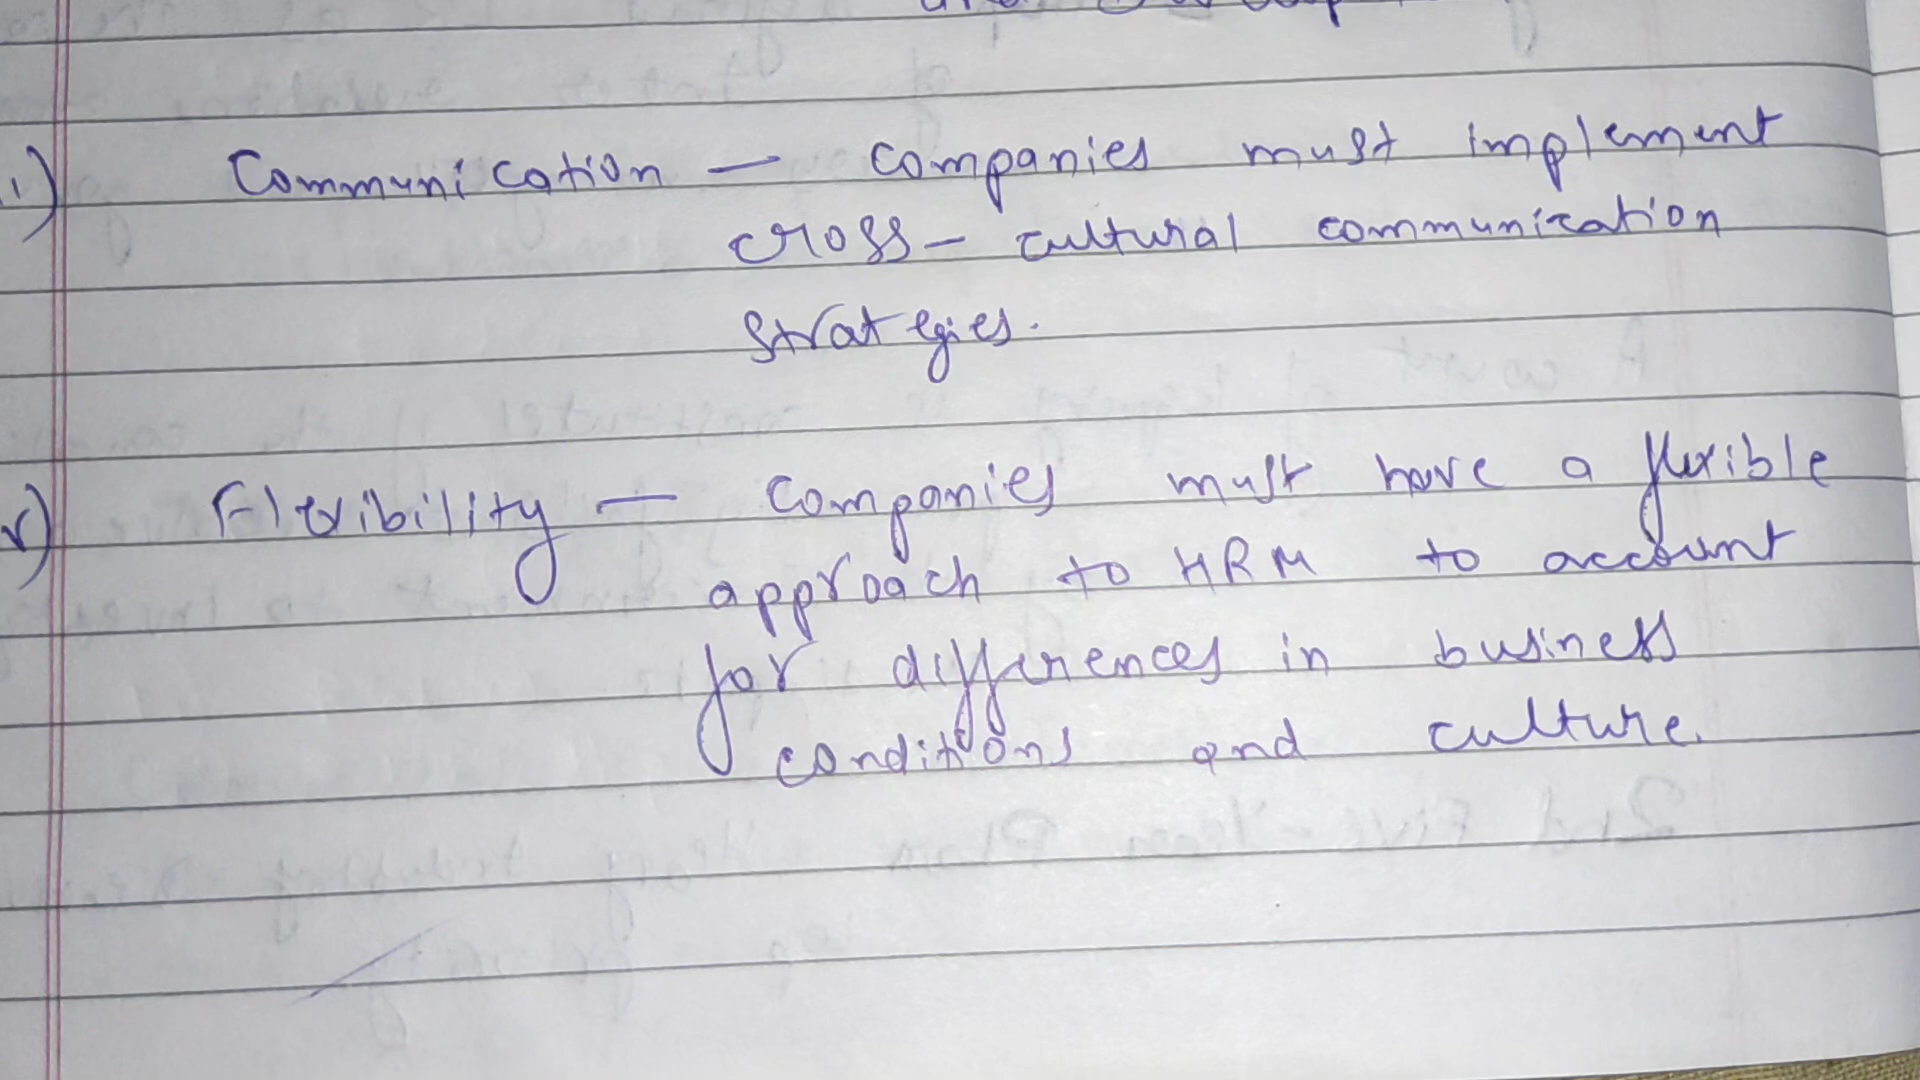 Communication — companies must implement
cross - cultural communication
strategies.
v) Flexibility — companies must have a flexible
approach to HRM to account
for differences in business
conditions and culture.